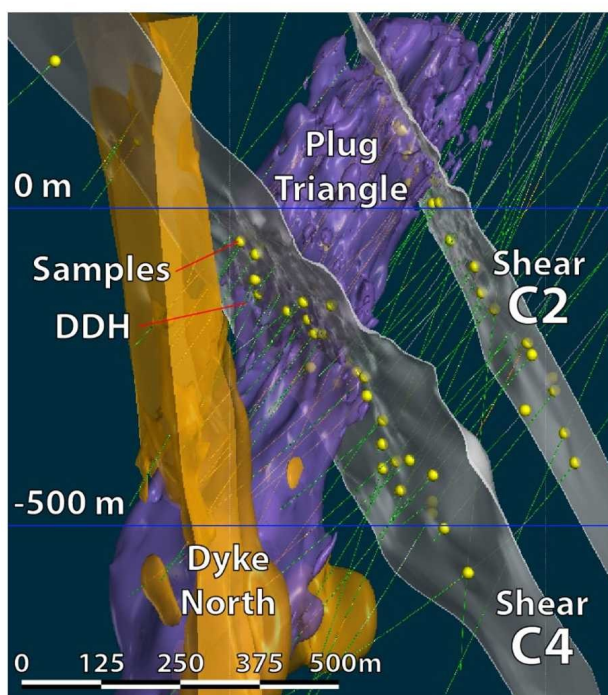 Plug
Triangle
0 m
Samples
Shear
C2
DDH
-500 m
Dyke
North
Shear
C4
0 125 250 375 500m